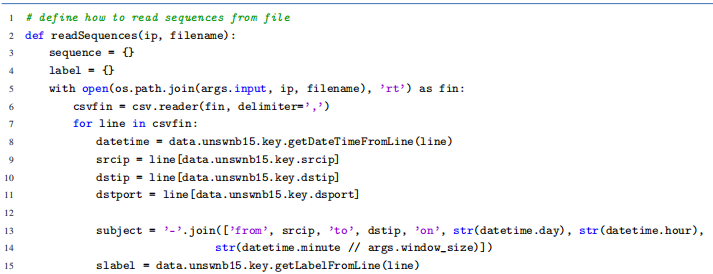 1 # define how to read sequences from file
2 def readSequences(ip, filename):
3     sequence = {}
4     label = {}
5     with open(os.path.join(args.input, ip, filename), 'rt') as fin:
6         csvfin = csv.reader(fin, delimiter=',')
7         for line in csvfin:
8             datetime = data.unswnb15.key.getDateTimeFromLine(line)
9             srcip = line[data.unswnb15.key.srcip]
10             dstip = line[data.unswnb15.key.dstip]
11             dstport = line[data.unswnb15.key.dsport]
12
13             subject = '-'.join(['from', srcip, 'to', dstip, 'on', str(datetime.day), str(datetime.hour),
14                                 str(datetime.minute // args.window_size)])
15             slabel = data.unswnb15.key.getLabelFromLine(line)